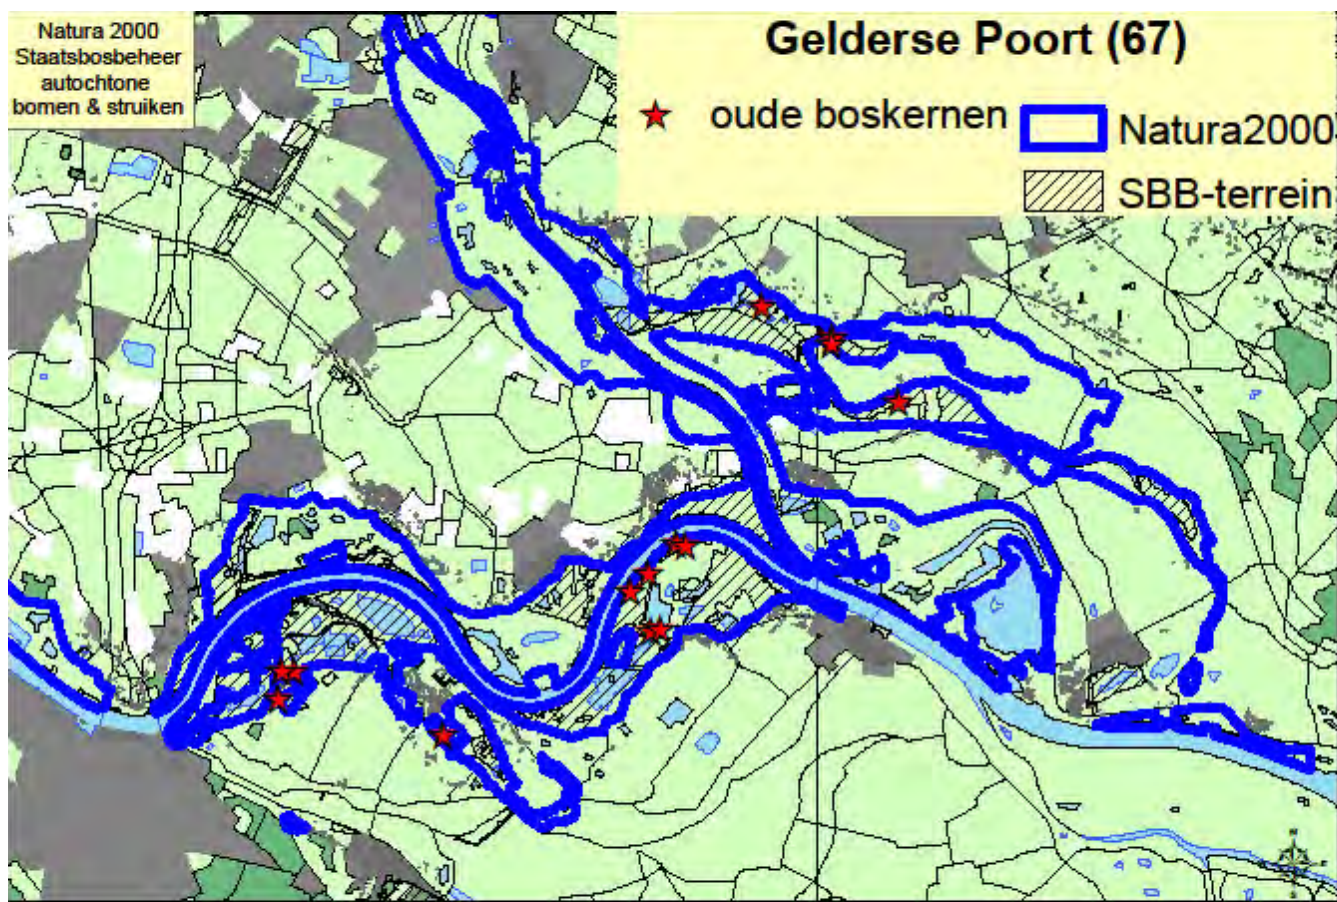 Natura 2000
Staatsbosbeheer
autochtone
bomen & struiken
Gelderse Poort (67)
oude boskernen
Natura2000
SBB-terrein